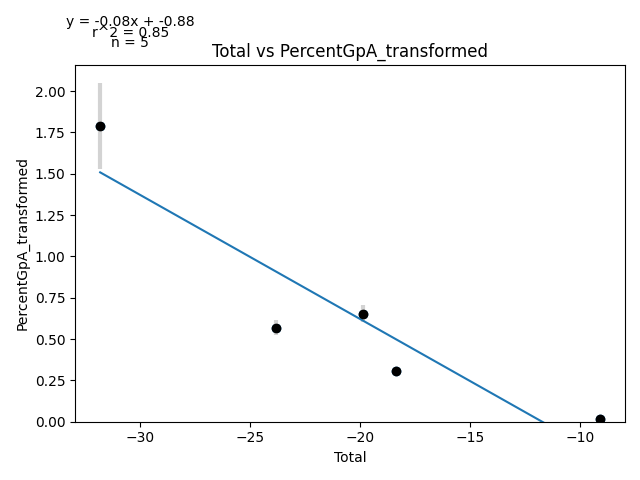 y = -0.08x + -0.88
r^2 = 0.85
n = 5
Total vs PercentGpA_transformed
2.00
1.75
1.50
1.25
1.00
0.75
0.50
0.25
0.00
PercentGpA_transformed
−30
−25
−20
−15
−10
Total